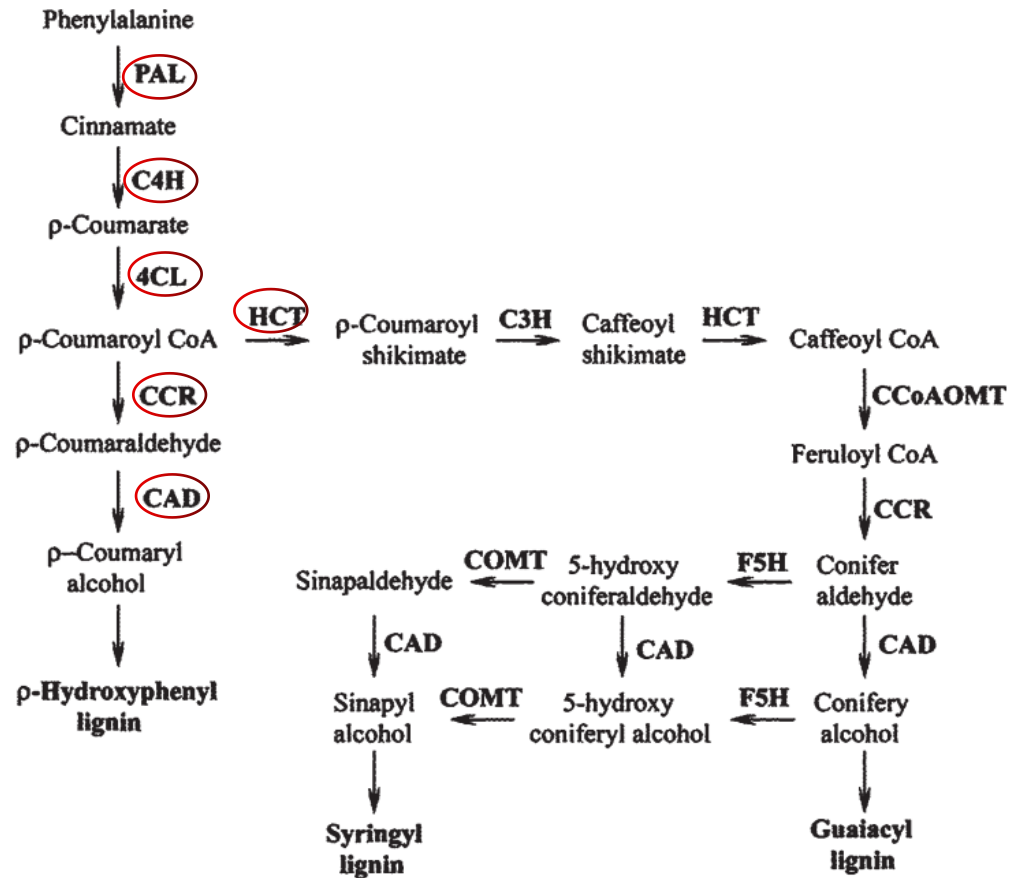 Phenylalanine
PAL
Cinnamate
C4H
ρ-Coumarate
4CL
ρ-Coumaroyl CoA
HCT
ρ-Coumaroyl
shikimate
C3H
Caffeoyl
shikimate
HCT
Caffeoyl CoA
CCR
CCoAOMT
ρ-Coumaraldehyde
Feruloyl CoA
CAD
CCR
ρ–Coumaryl
alcohol
Sinapaldehyde
COMT
5-hydroxy
coniferaldehyde
F5H
Conifer
aldehyde
CAD
CAD
CAD
ρ-Hydroxyphenyl
lignin
Sinapyl
alcohol
COMT
5-hydroxy
coniferyl alcohol
F5H
Conifery
alcohol
Syringyl
lignin
Guaiacyl
lignin